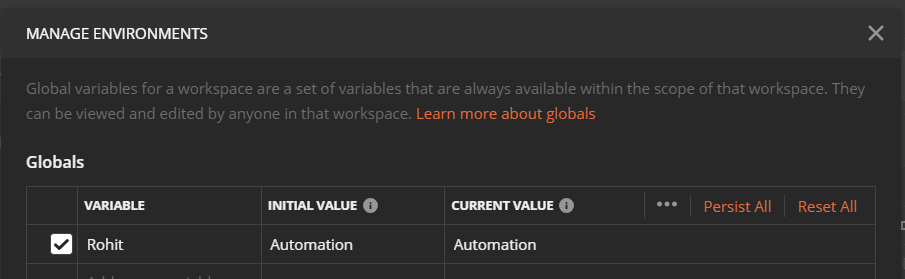 MANAGE ENVIRONMENTS
Global variables for a workspace are a set of variables that are always available within the scope of that workspace. They
can be viewed and edited by anyone in that workspace. Learn more about globals
Globals
VARIABLE INITIAL VALUE CURRENT VALUE Persist All Reset All
Rohit Automation Automation